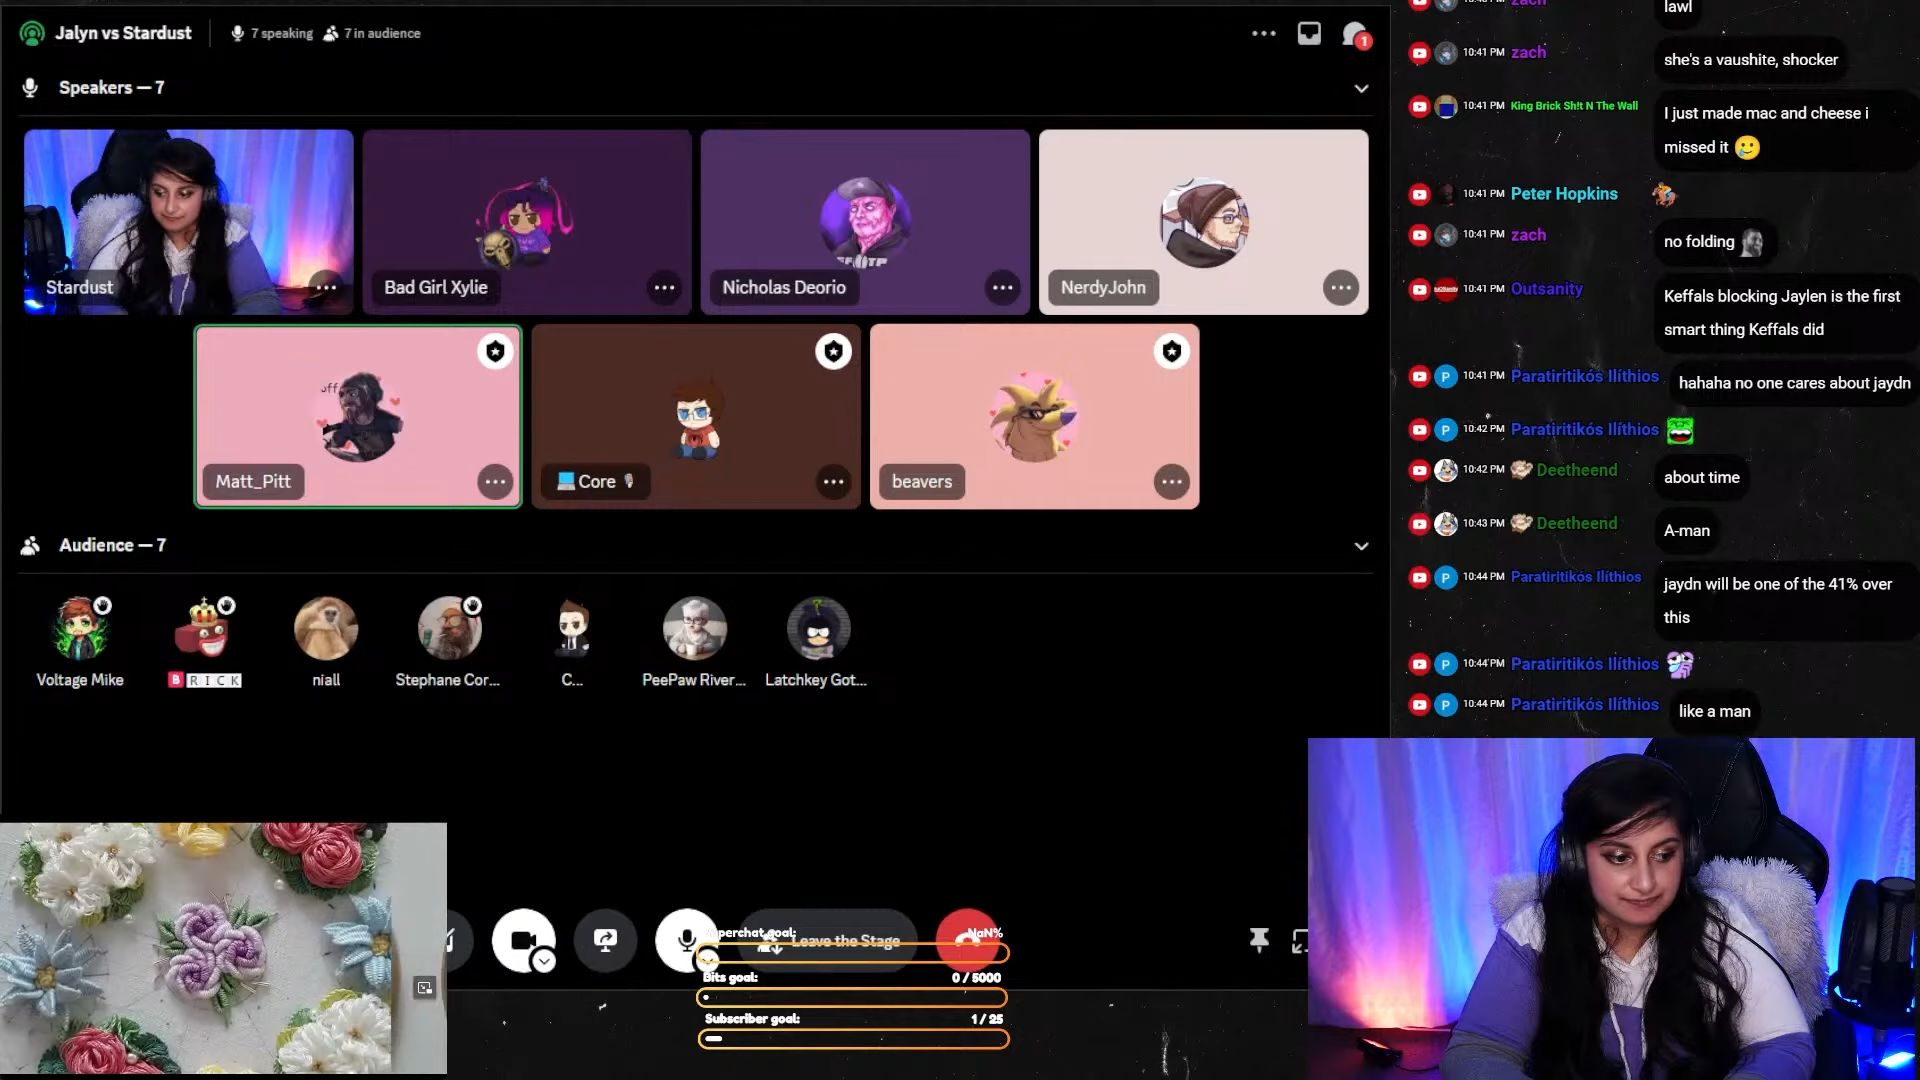 Jalyn vs Stardust
7 speaking
7 in audience
1
Speakers — 7
Stardust
Bad Girl Xylie
Nicholas Deorio
NerdyJohn
Matt_Pitt
Core
beavers
Audience — 7
Voltage Mike
B R I C K
niall
Stephane Cor...
C...
PeePaw River...
Latchkey Got...
Leave the Stage
NaN%
Bits goal:
0 / 5000
Subscriber goal:
1 / 25
zach
lawl
10:41 PM zach
she's a vaushite, shocker
10:41 PM King Brick Sh!t N The Wall
I just made mac and cheese i
missed it
10:41 PM Peter Hopkins
10:41 PM zach
no folding
10:41 PM Outsanity
Keffals blocking Jaylen is the first
smart thing Keffals did
P 10:41 PM Paratiritikós Ilíthios
hahaha no one cares about jaydn
P 10:42 PM Paratiritikós Ilíthios
10:42 PM Deetheend
about time
10:43 PM Deetheend
A-man
P 10:44 PM Paratiritikós Ilíthios
jaydn will be one of the 41% over
this
P 10:44 PM Paratiritikós Ilíthios
P 10:44 PM Paratiritikós Ilíthios
like a man